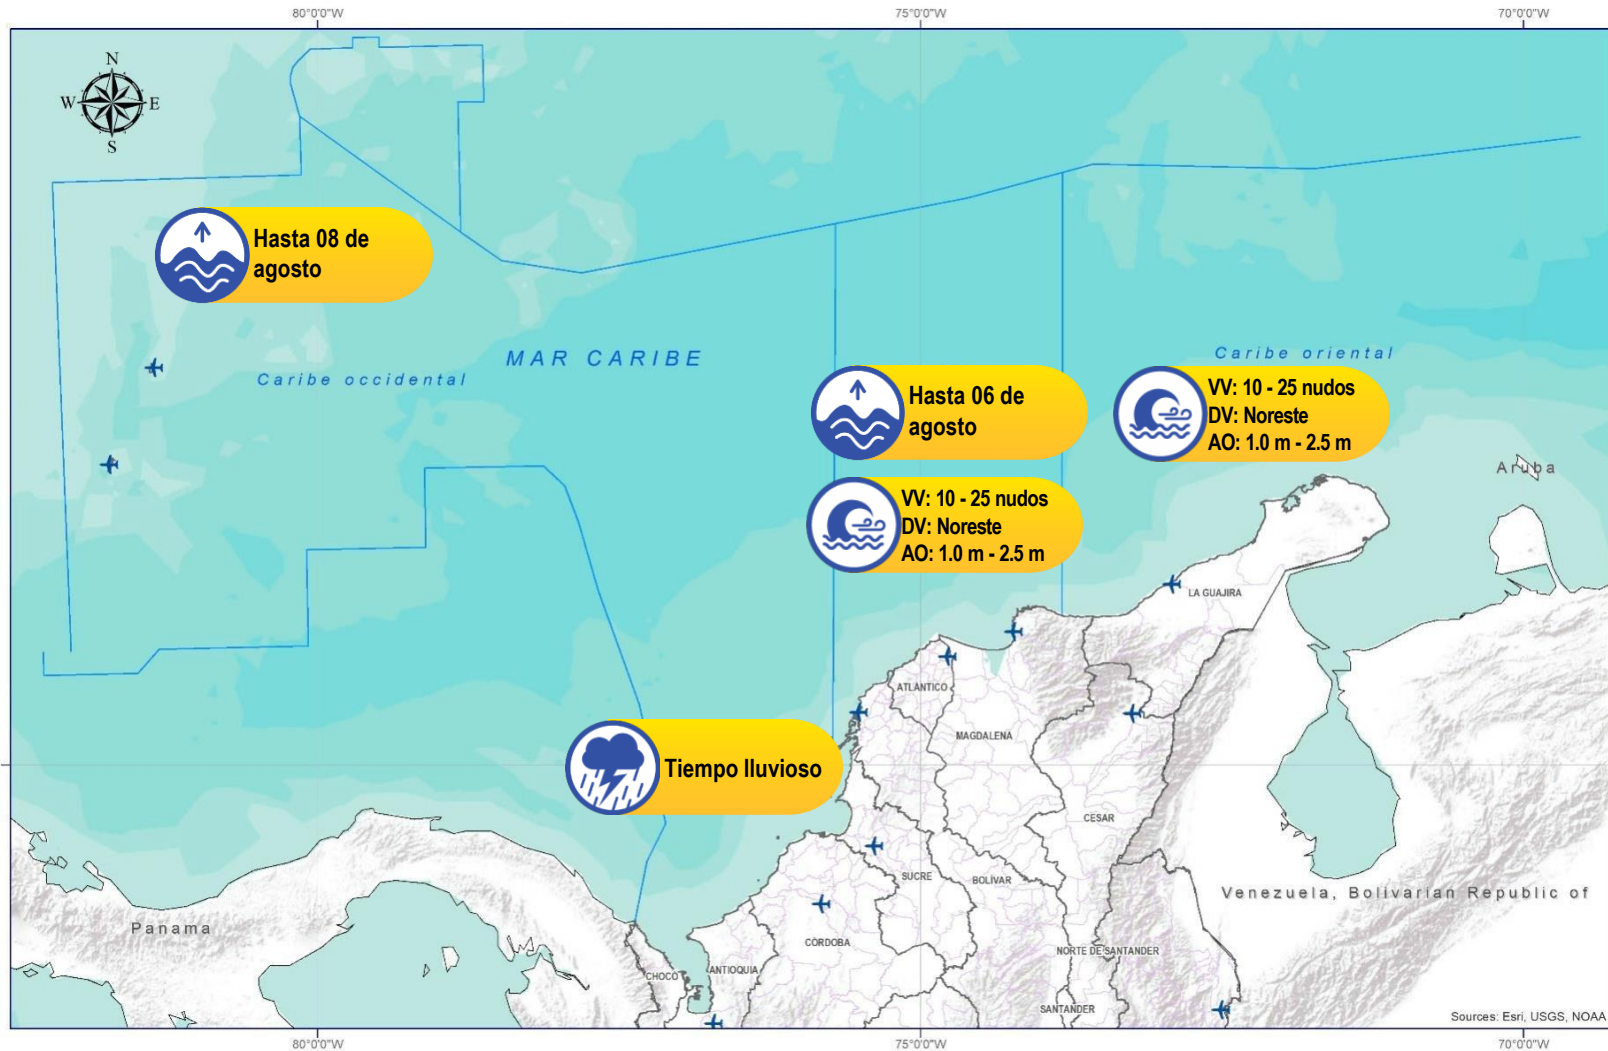 80°0'0"W
75°0'0"W
70°0'0"W
N
W E
S
Hasta 08 de
agosto
MAR CARIBE
Caribe occidental
Caribe oriental
Hasta 06 de
agosto
VV: 10 - 25 nudos
DV: Noreste
AO: 1.0 m - 2.5 m
VV: 10 - 25 nudos
DV: Noreste
AO: 1.0 m - 2.5 m
Aruba
LA GUAJIRA
ATLÁNTICO
MAGDALENA
Tiempo lluvioso
CESAR
SUCRE
BOLÍVAR
Venezuela, Bolivarian Republic of
Panama
CÓRDOBA
NORTE DE SANTANDER
CHOCÓ
ANTIOQUIA
SANTANDER
Sources: Esri, USGS, NOAA
80°0'0"W
75°0'0"W
70°0'0"W